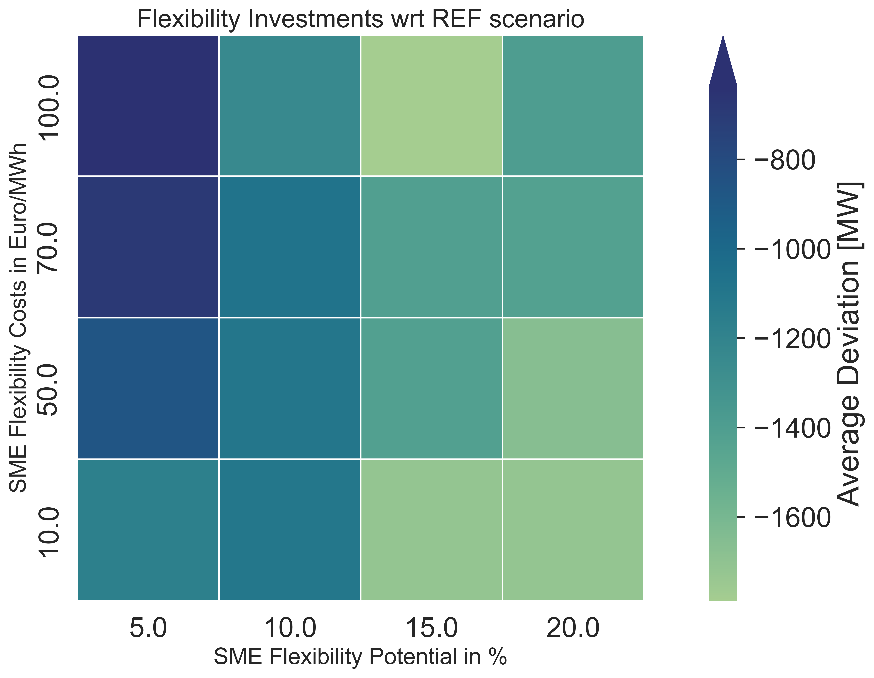 Flexibility Investments wrt REF scenario
SME Flexibility Costs in Euro/MWh
100.0
70.0
50.0
10.0
5.0 10.0 15.0 20.0
SME Flexibility Potential in %
−800
−1000
−1200
−1400
−1600
Average Deviation [MW]